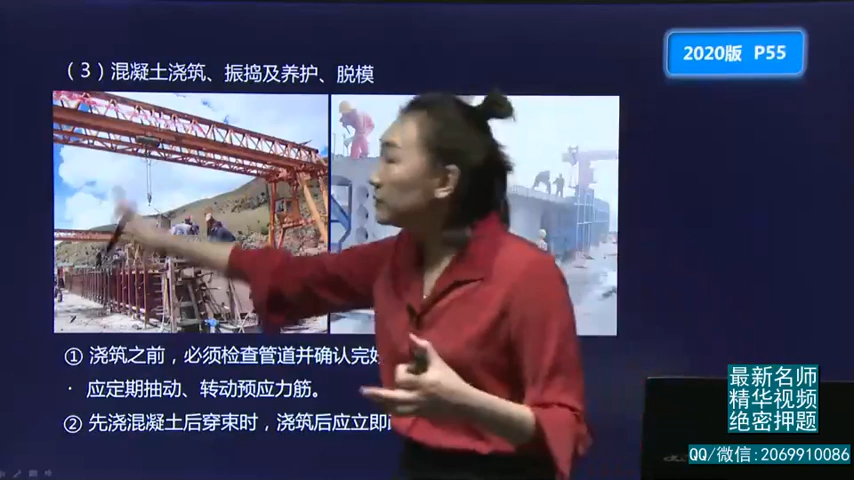 2020版 P55
（3）混凝土浇筑、振捣及养护、脱模
① 浇筑之前，必须检查管道并确认完
· 应定期抽动、转动预应力筋。
② 先浇混凝土后穿束时，浇筑后应立即
最新名师
精华视频
绝密押题
QQ/微信:2069910086